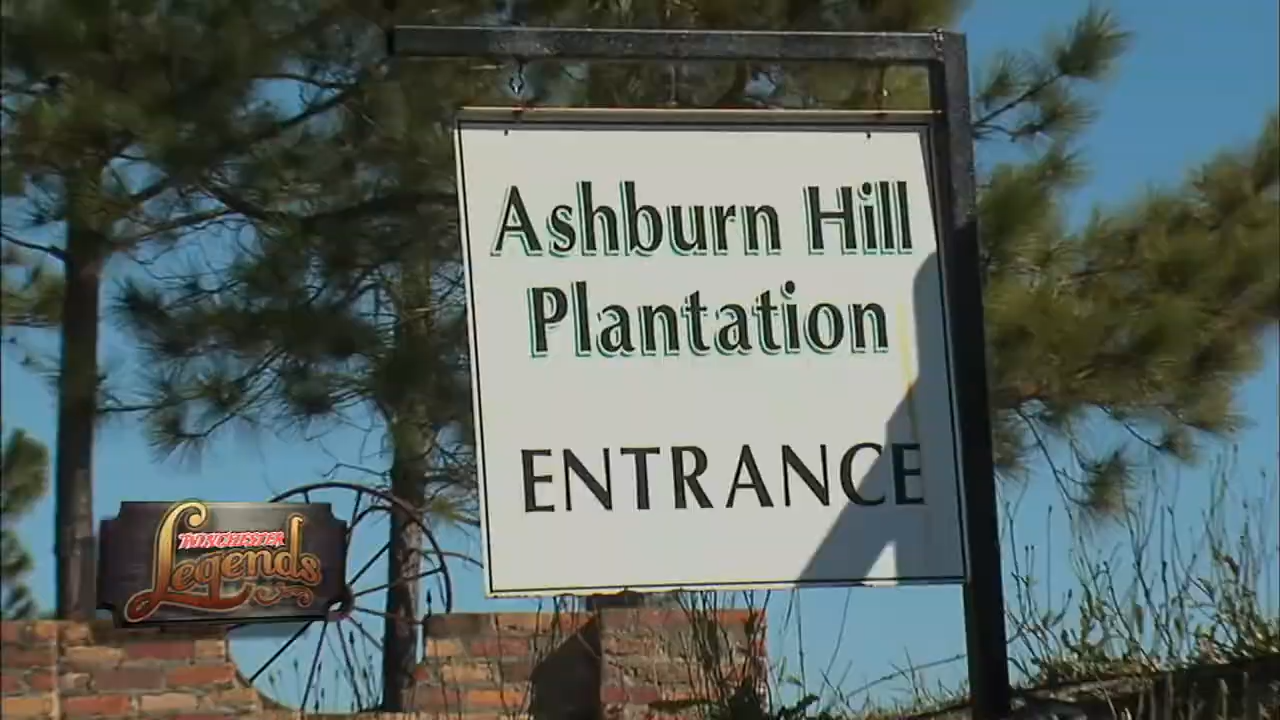 Ashburn Hill
Plantation
ENTRANCE
WINCHESTER
Legends